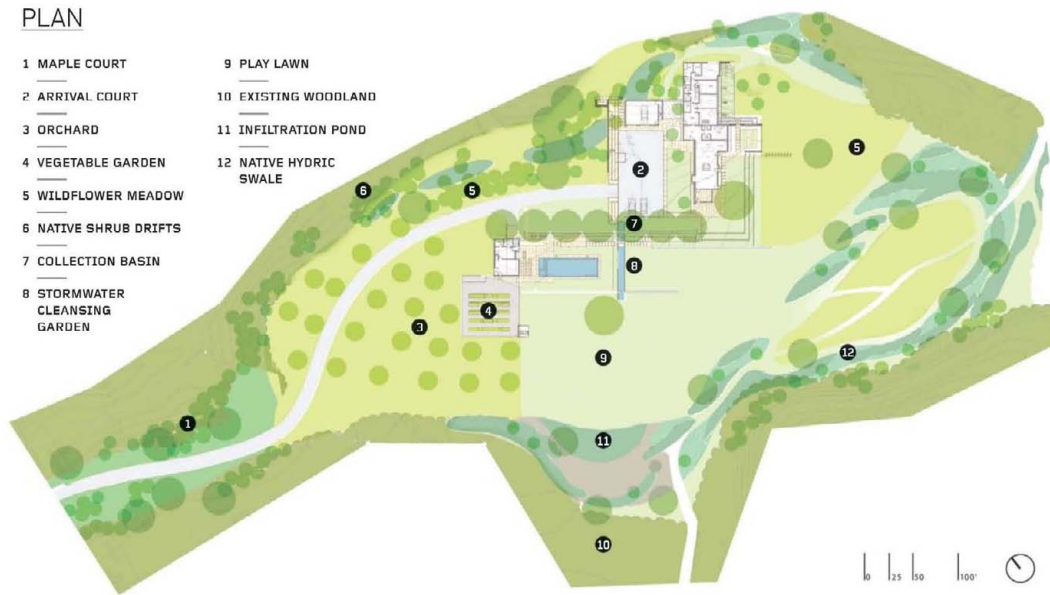 PLAN
1 MAPLE COURT
2 ARRIVAL COURT
3 ORCHARD
4 VEGETABLE GARDEN
5 WILDFLOWER MEADOW
6 NATIVE SHRUB DRIFTS
7 COLLECTION BASIN
8 STORMWATER
CLEANSING
GARDEN
9 PLAY LAWN
10 EXISTING WOODLAND
11 INFILTRATION POND
12 NATIVE HYDRIC
SWALE
2
5
6
5
7
8
4
3
9
12
1
11
10
0 25 50 100'